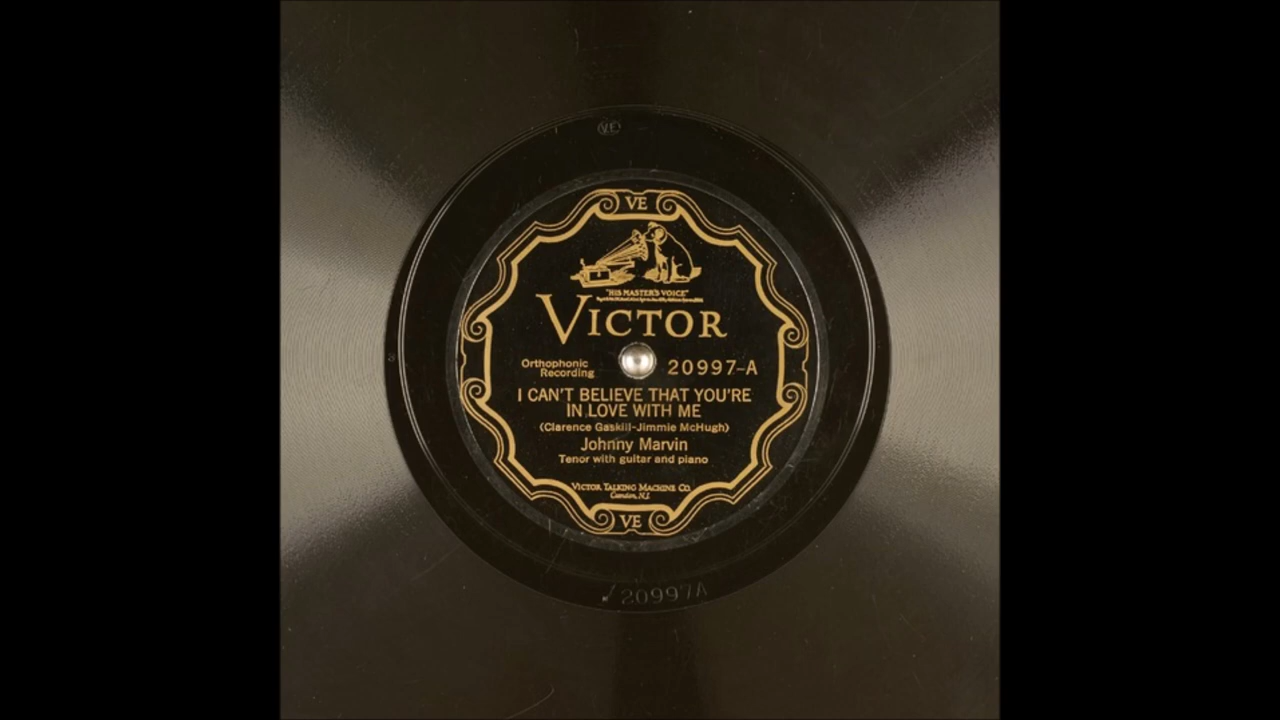 VE
VE
"HIS MASTER'S VOICE"
VICTOR
Orthophonic
Recording
20997-A
I CAN'T BELIEVE THAT YOU'RE
IN LOVE WITH ME
(Clarence Gaskill-Jimmie McHugh)
Johnny Marvin
Tenor with guitar and piano
VICTOR TALKING MACHINE CO.
Camden, N.J.
VE
20997A